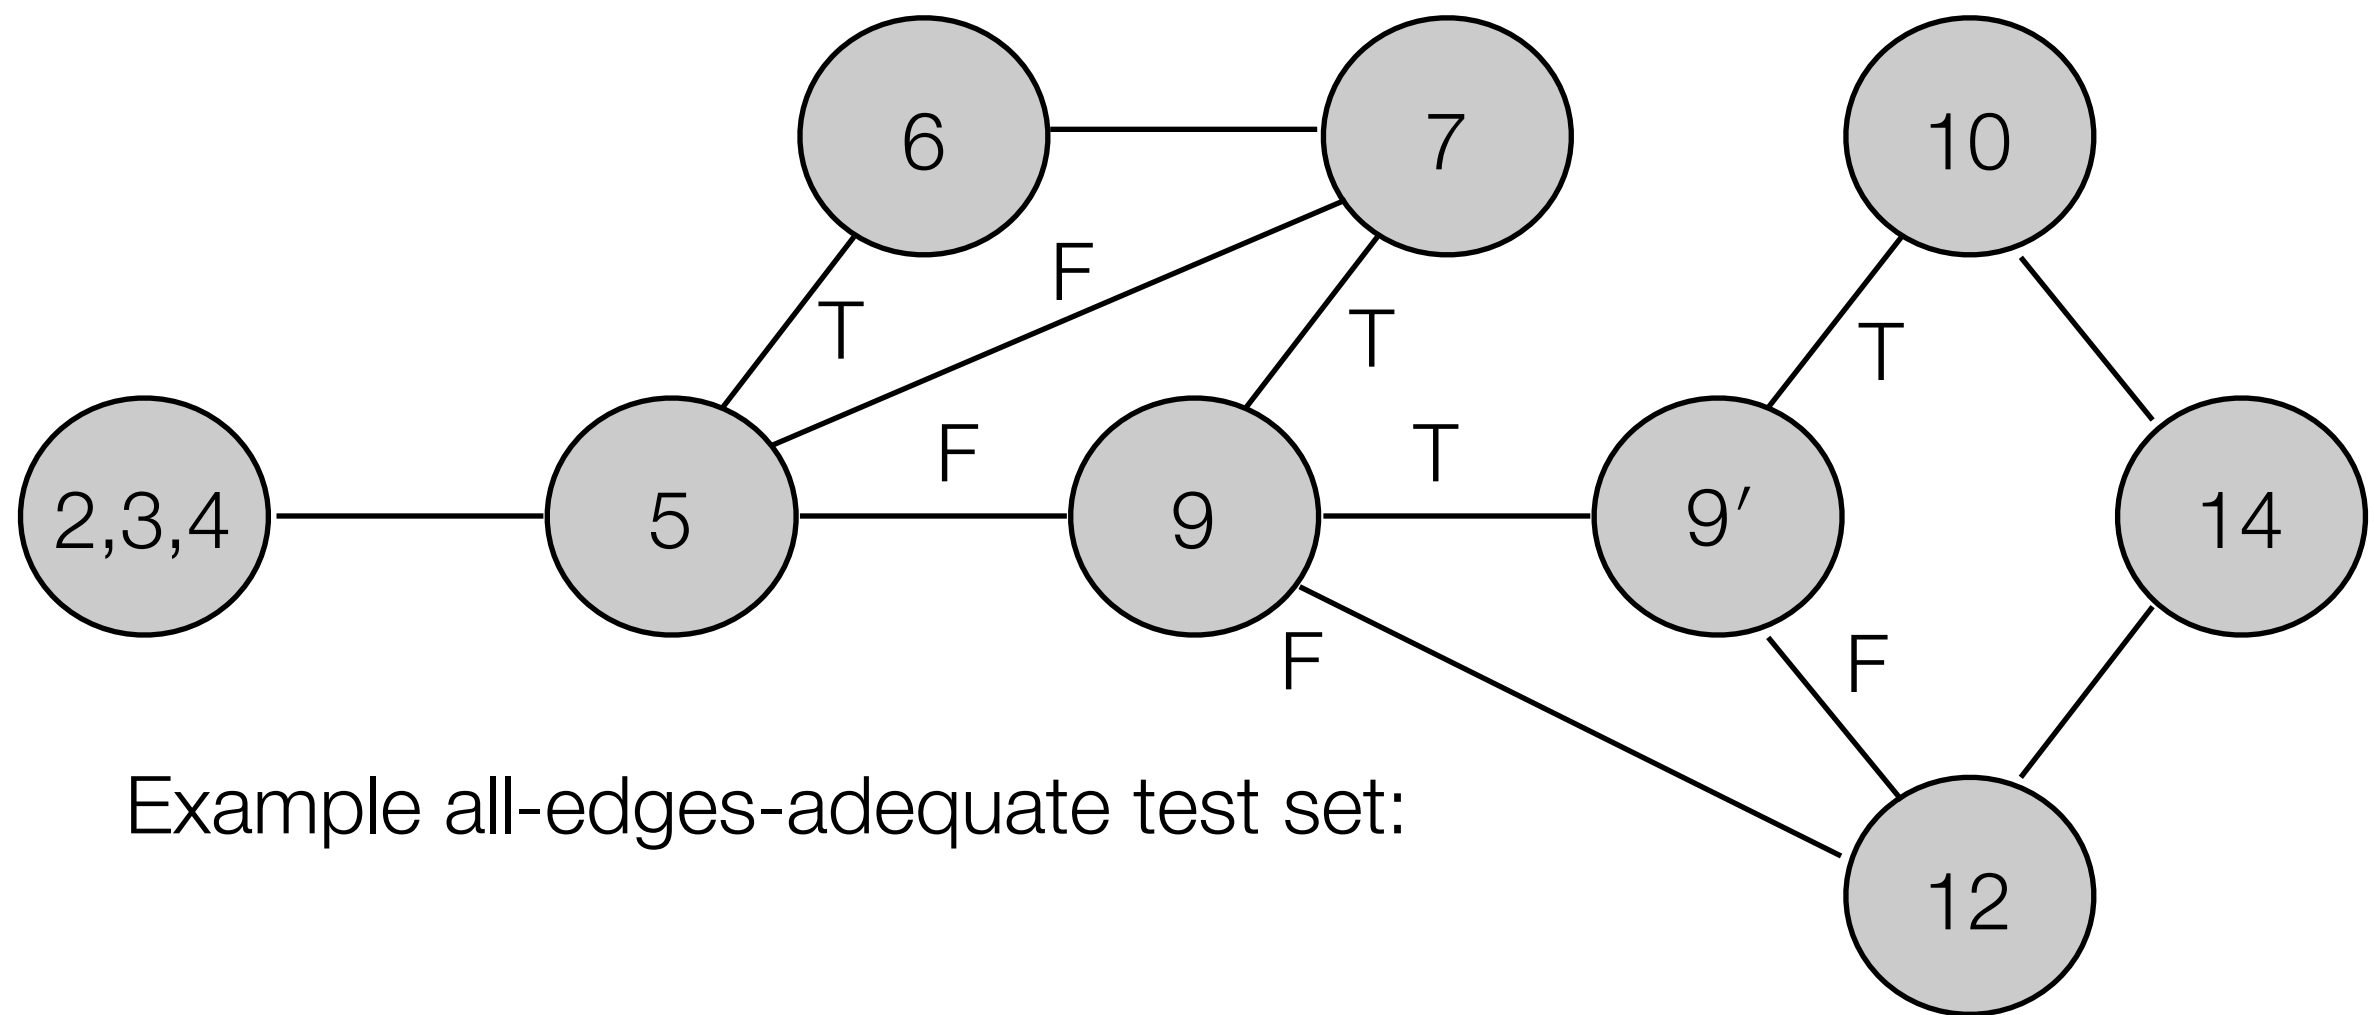 6
7
10
F
T
T
T
F
T
2,3,4
5
9
9′
14
F
F
Example all-edges-adequate test set:
12